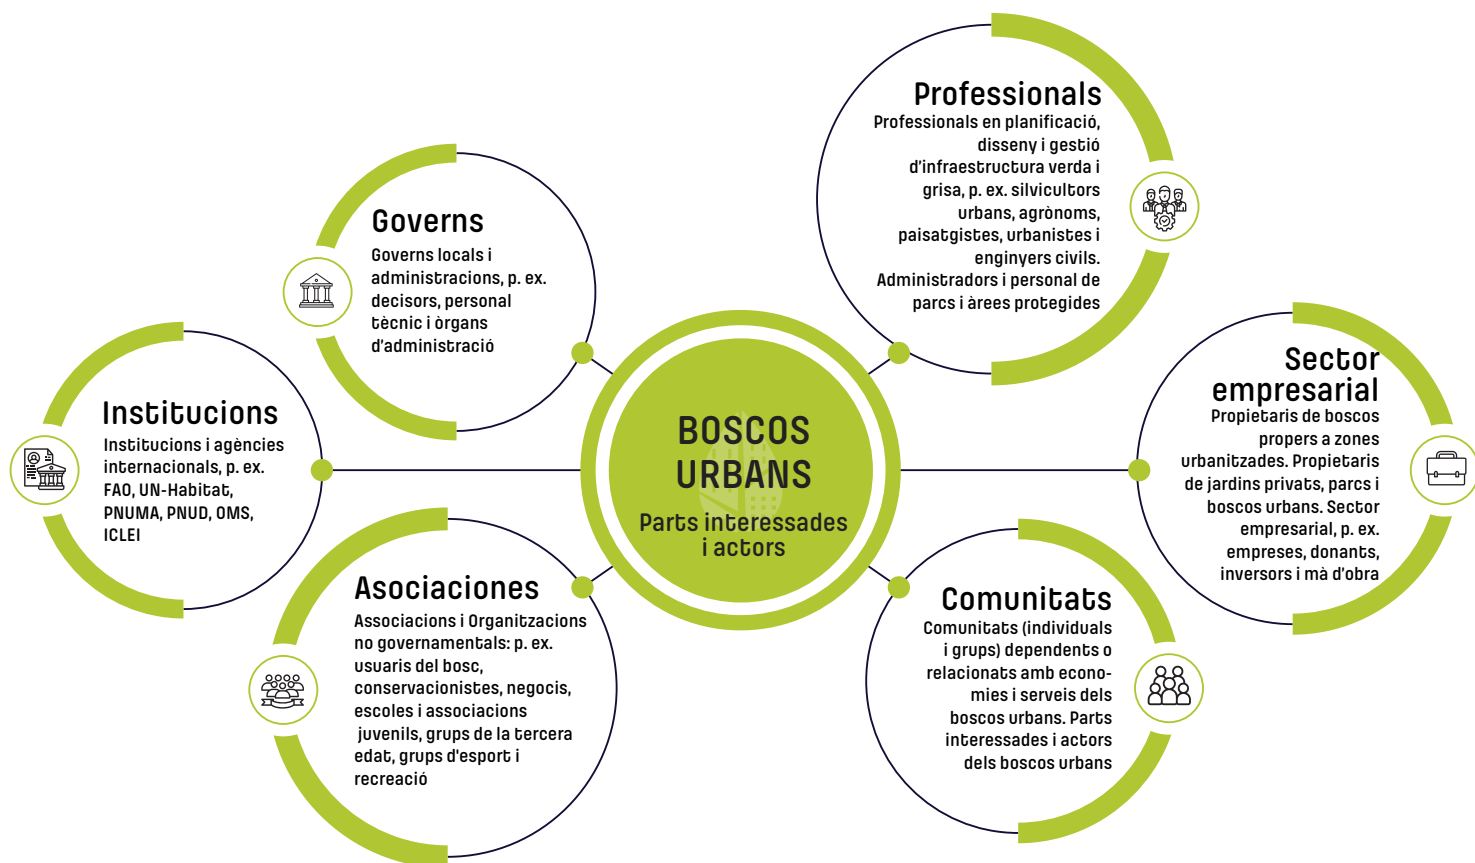 Professionals
Professionals en planificació,
disseny i gestió
d'infraestructura verda i
grisa, p. ex. silvicultors
urbans, agrònoms,
paisatgistes, urbanistes i
enginyers civils.
Administradors i personal de
parcs i àrees protegides
Governs
Governs locals i
administracions, p. ex.
decisors, personal
tècnic i òrgans
d'administració
Sector
empresarial
Propietaris de boscos
propers a zones
urbanitzades. Propietaris
de jardins privats, parcs i
boscos urbans. Sector
empresarial, p. ex.
empreses, donants,
inversors i mà d'obra
Institucions
Institucions i agències
internacionals, p. ex.
FAO, UN-Habitat,
PNUMA, PNUD, OMS,
ICLEI
BOSCOS
URBANS
Parts interessades
i actors
Asociaciones
Associacions i Organitzacions
no governamentals: p. ex.
usuaris del bosc,
conservacionistes, negocis,
escoles i associacions
juvenils, grups de la tercera
edat, grups d'esport i
recreació
Comunitats
Comunitats (individuals
i grups) dependents o
relacionats amb econo-
mies i serveis dels
boscos urbans. Parts
interessades i actors
dels boscos urbans